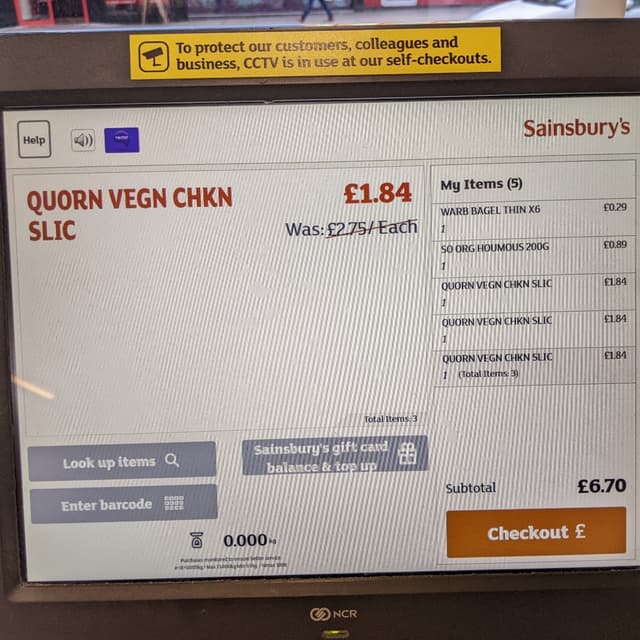 To protect our customers, colleagues and
business, CCTV is in use at our self-checkouts.
Help
Sainsbury's
QUORN VEGN CHKN
SLIC
£1.84
Was: £2.75/ Each
Total Items: 3
My Items (5)
WARB BAGEL THIN X6 £0.29
1
SO ORG HOUMOUS 200G £0.89
1
QUORN VEGN CHKN SLIC £1.84
1
QUORN VEGN CHKN SLIC £1.84
1
QUORN VEGN CHKN SLIC £1.84
1 (Total Items: 3)
Look up items
Sainsbury's gift card
balance & top up
Enter barcode
0.000 kg
Subtotal £6.70
Checkout £
NCR